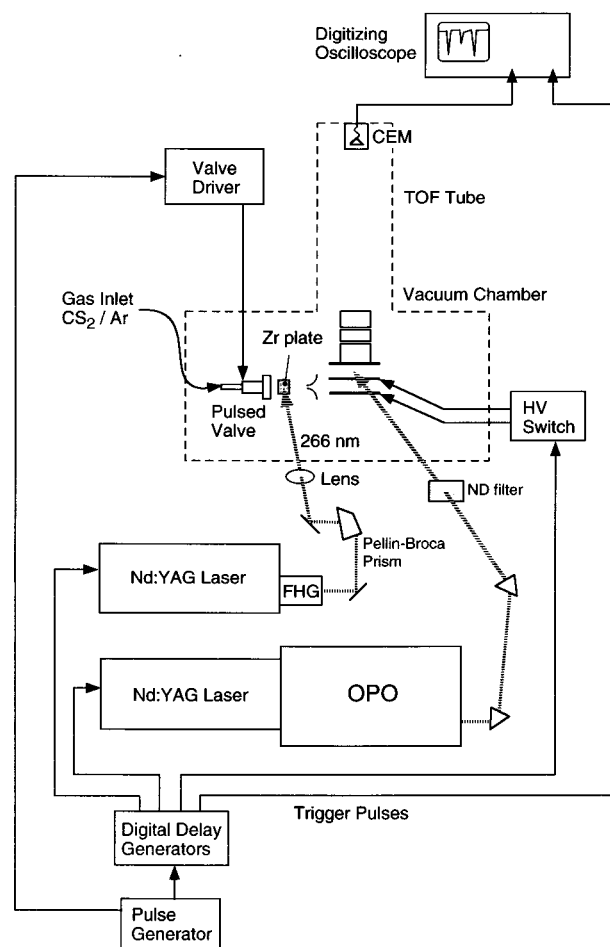 Digitizing
Oscilloscope
CEM
Valve
Driver
TOF Tube
Gas Inlet
CS₂ / Ar
Vacuum Chamber
Zr plate
Pulsed
Valve
HV
Switch
266 nm
Lens
ND filter
Pellin-Broca
Prism
Nd:YAG Laser
FHG
Nd:YAG Laser
OPO
Trigger Pulses
Digital Delay
Generators
Pulse
Generator